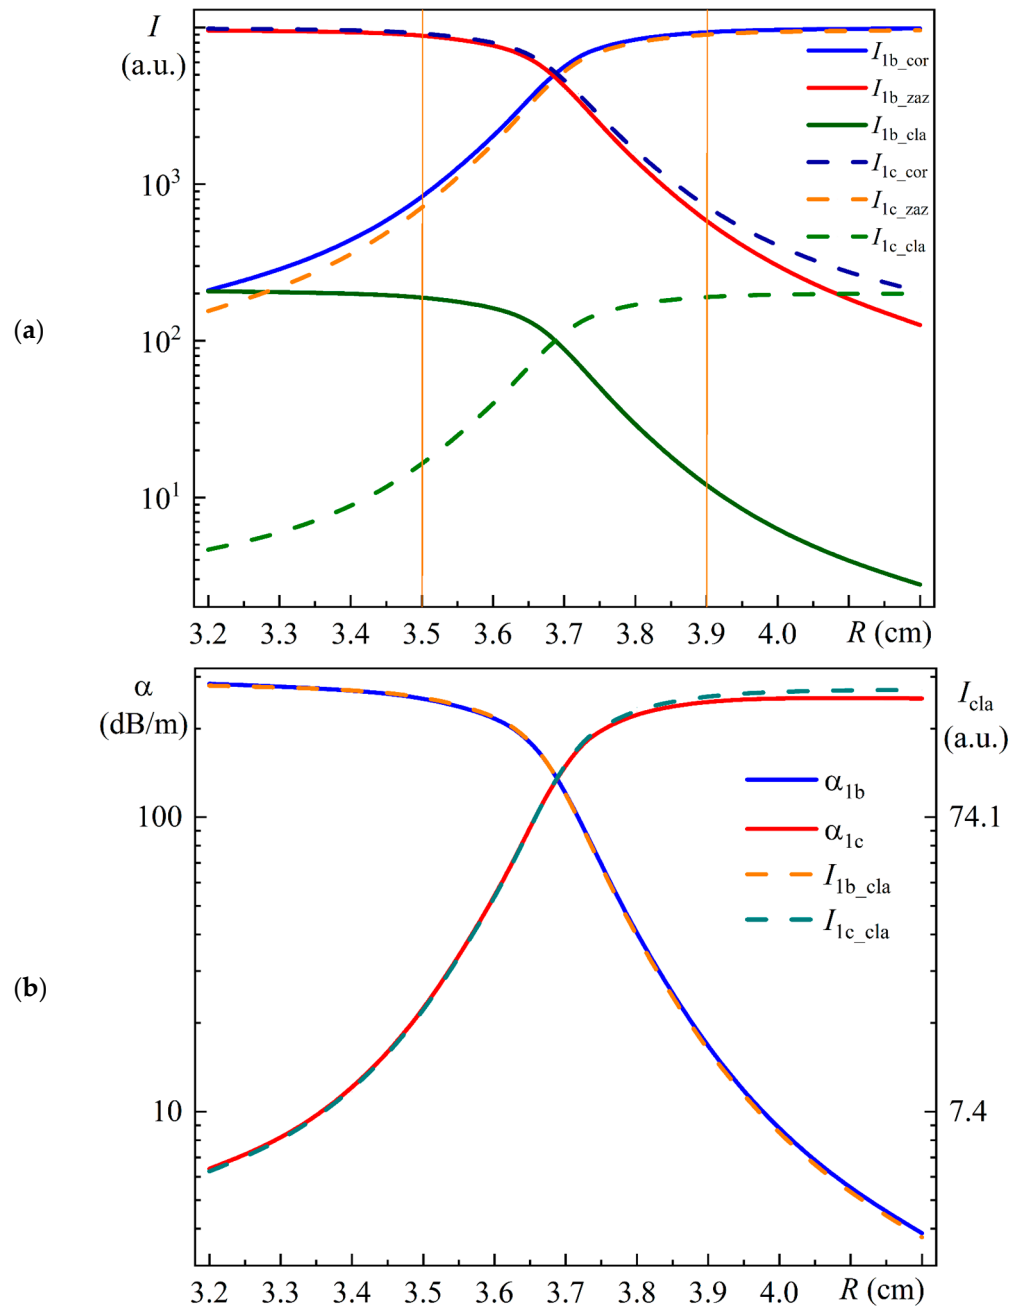 I
(a.u.)
I1b_cor
I1b_zaz
I1b_cla
I1c_cor
I1c_zaz
I1c_cla
10³
10²
10¹
(a)
3.2 3.3 3.4 3.5 3.6 3.7 3.8 3.9 4.0 R (cm)
α
(dB/m)
Icla
(a.u.)
α1b
α1c
I1b_cla
I1c_cla
100
74.1
10
7.4
(b)
3.2 3.3 3.4 3.5 3.6 3.7 3.8 3.9 4.0 R (cm)